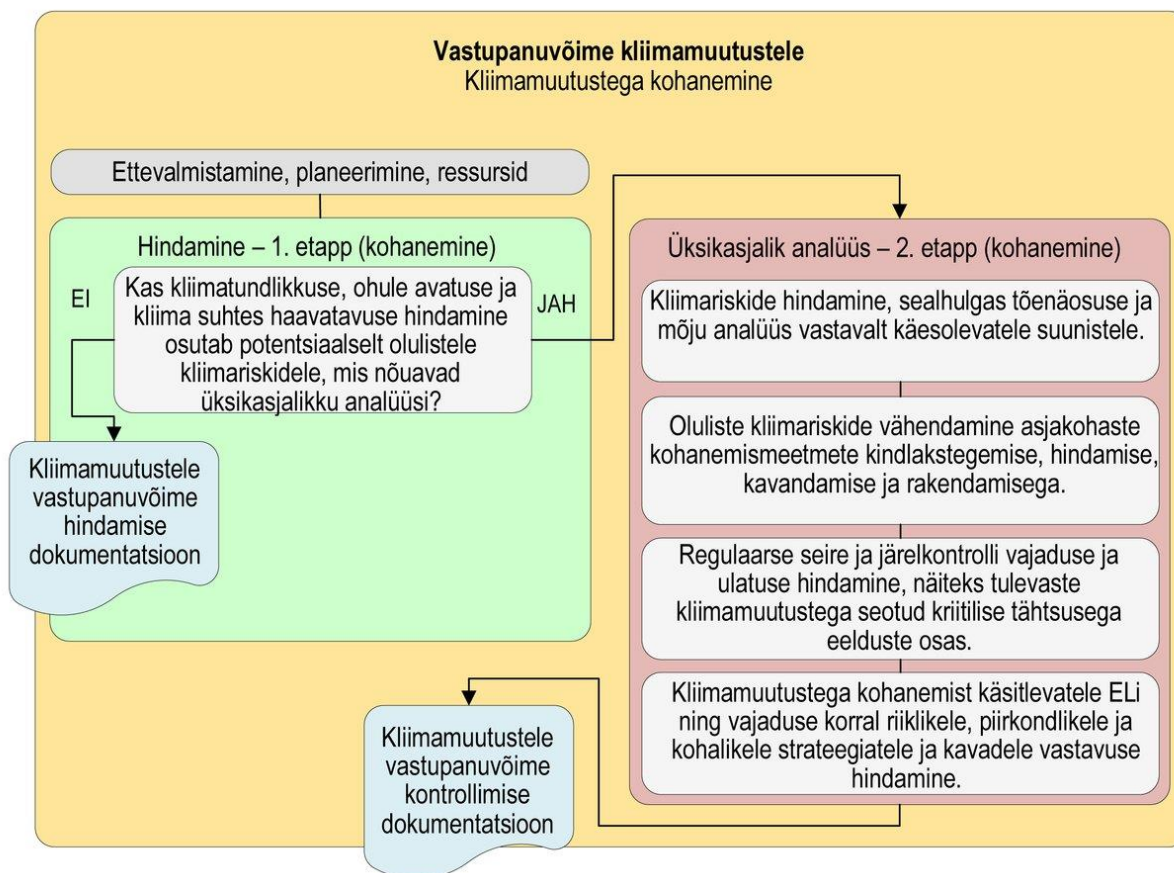 Vastupanuvõime kliimamuutustele
Kliimamuutustega kohanemine
Ettevalmistamine, planeerimine, ressursid
Hindamine – 1. etapp (kohanemine)
EI
Kas kliimatundlikkuse, ohule avatuse ja
kliima suhtes haavatavuse hindamine
osutab potentsiaalselt olulistele
kliimariskidele, mis nõuavad
üksikasjalikku analüüsi?
JAH
Kliimamuutustele
vastupanuvõime
hindamise
dokumentatsioon
Üksikasjalik analüüs – 2. etapp (kohanemine)
Kliimariskide hindamine, sealhulgas tõenäosuse ja
mõju analüüs vastavalt käesolevatele suunistele.
Oluliste kliimariskide vähendamine asjakohaste
kohanemismeetmete kindlakstegemise, hindamise,
kavandamise ja rakendamisega.
Regulaarse seire ja järelkontrolli vajaduse ja
ulatuse hindamine, näiteks tulevaste
kliimamuutustega seotud kriitilise tähtsusega
eelduste osas.
Kliimamuutustega kohanemist käsitlevatele ELi
ning vajaduse korral riiklikele, piirkondlikele ja
kohalikele strateegiatele ja kavadele vastavuse
hindamine.
Kliimamuutustele
vastupanuvõime
kontrollimise
dokumentatsioon